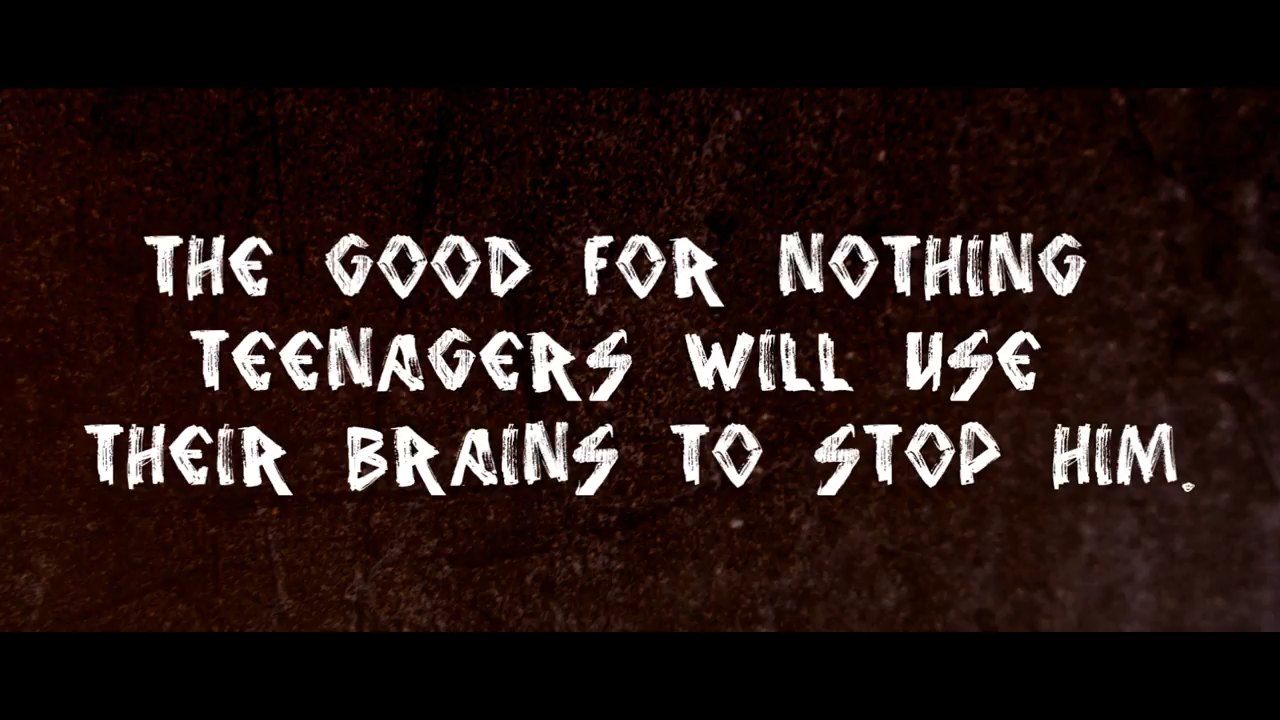 THE GOOD FOR NOTHING
TEENAGERS WILL USE
THEIR BRAINS TO STOP HIM.